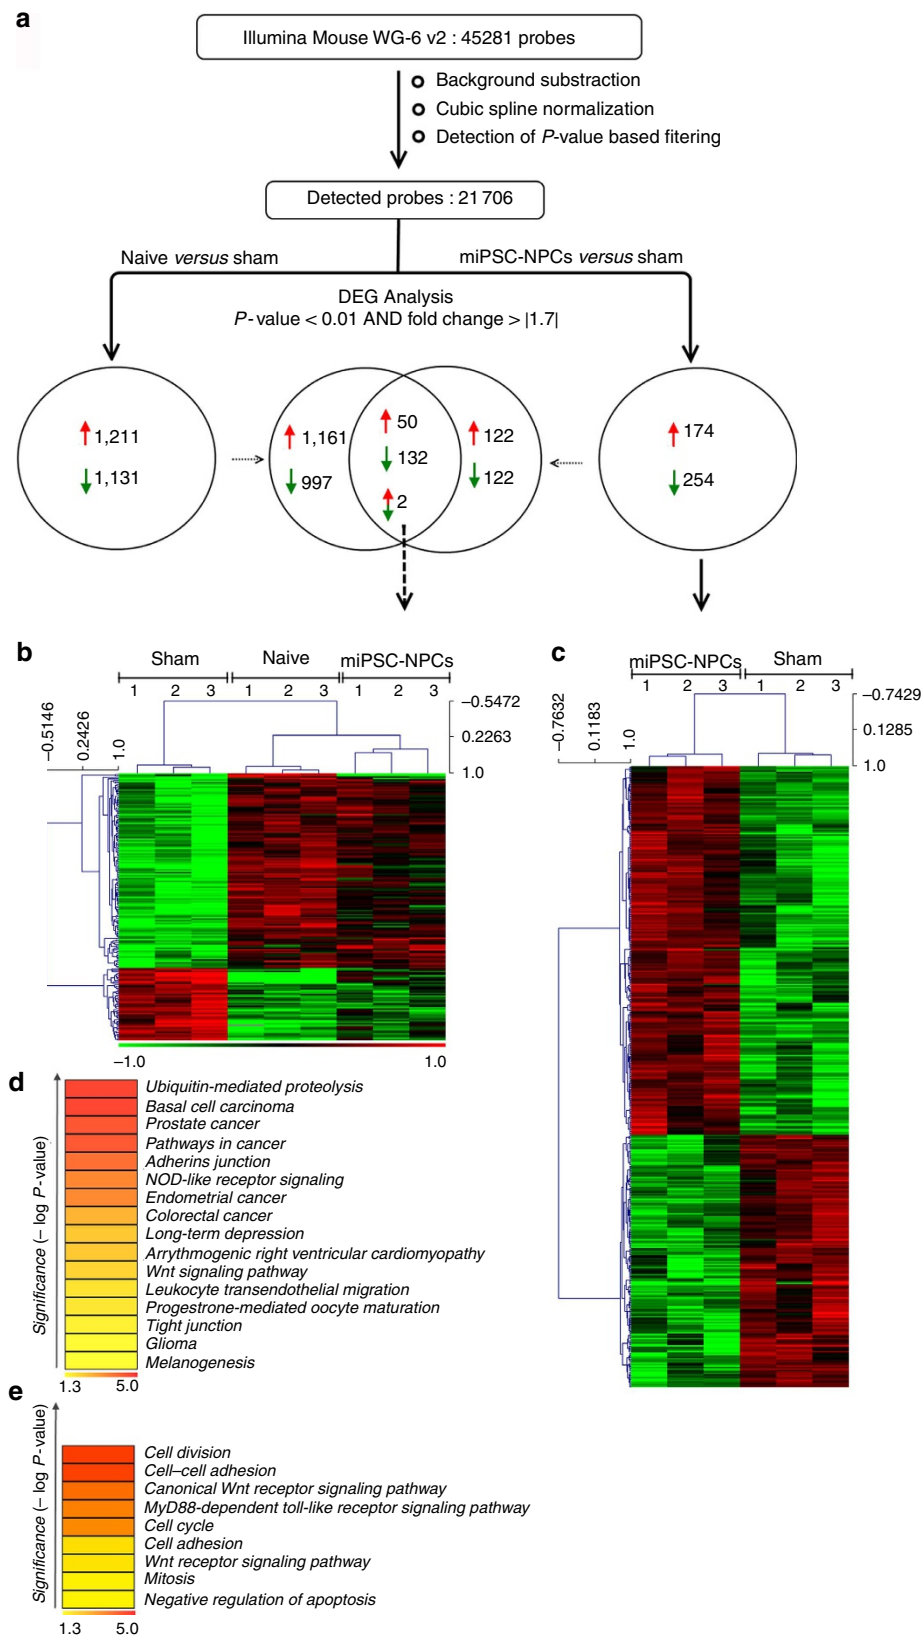 a
Illumina Mouse WG-6 v2 : 45281 probes
Background substraction
Cubic spline normalization
Detection of P-value based fitering
Detected probes : 21 706
Naive versus sham
miPSC-NPCs versus sham
DEG Analysis
P-value < 0.01 AND fold change > |1.7|
1,211
1,131
1,161
997
50
132
2
122
122
174
254
b
Sham
Naive
miPSC-NPCs
1 2 3 1 2 3 1 2 3
−0.5146
0.2426
1.0
−0.5472
0.2263
1.0
−1.0
1.0
c
miPSC-NPCs
Sham
1 2 3 1 2 3
−0.7632
0.1183
1.0
−0.7429
0.1285
1.0
d
Significance (− log P-value)
Ubiquitin-mediated proteolysis
Basal cell carcinoma
Prostate cancer
Pathways in cancer
Adherins junction
NOD-like receptor signaling
Endometrial cancer
Colorectal cancer
Long-term depression
Arrythmogenic right ventricular cardiomyopathy
Wnt signaling pathway
Leukocyte transendothelial migration
Progestrone-mediated oocyte maturation
Tight junction
Glioma
Melanogenesis
1.3 5.0
e
Significance (− log P-value)
Cell division
Cell–cell adhesion
Canonical Wnt receptor signaling pathway
MyD88-dependent toll-like receptor signaling pathway
Cell cycle
Cell adhesion
Wnt receptor signaling pathway
Mitosis
Negative regulation of apoptosis
1.3 5.0